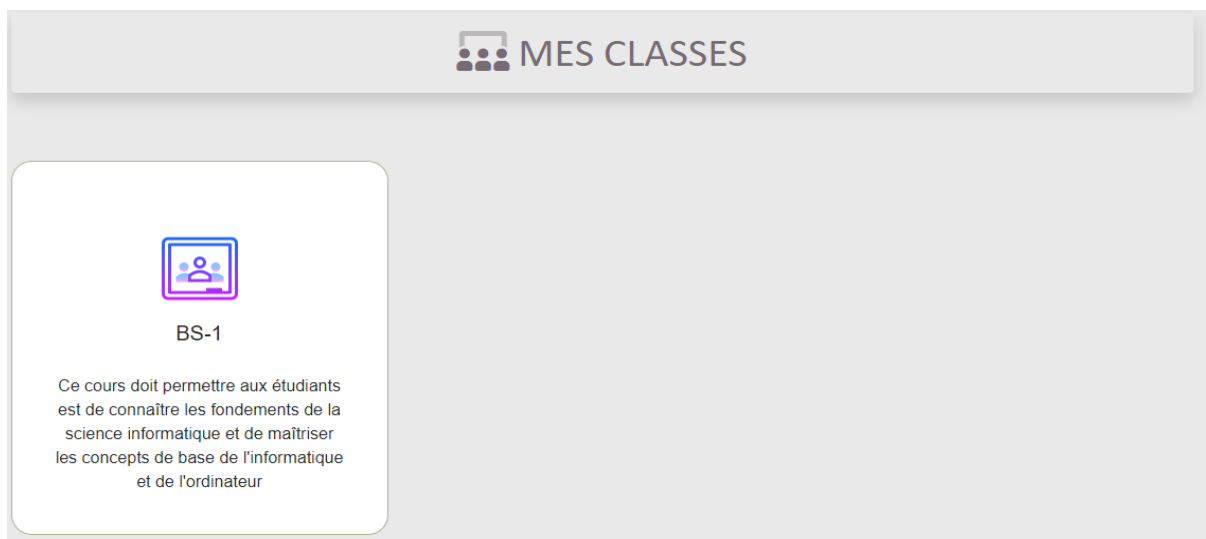 MES CLASSES
BS-1
Ce cours doit permettre aux étudiants
est de connaître les fondements de la
science informatique et de maîtriser
les concepts de base de l'informatique
et de l'ordinateur